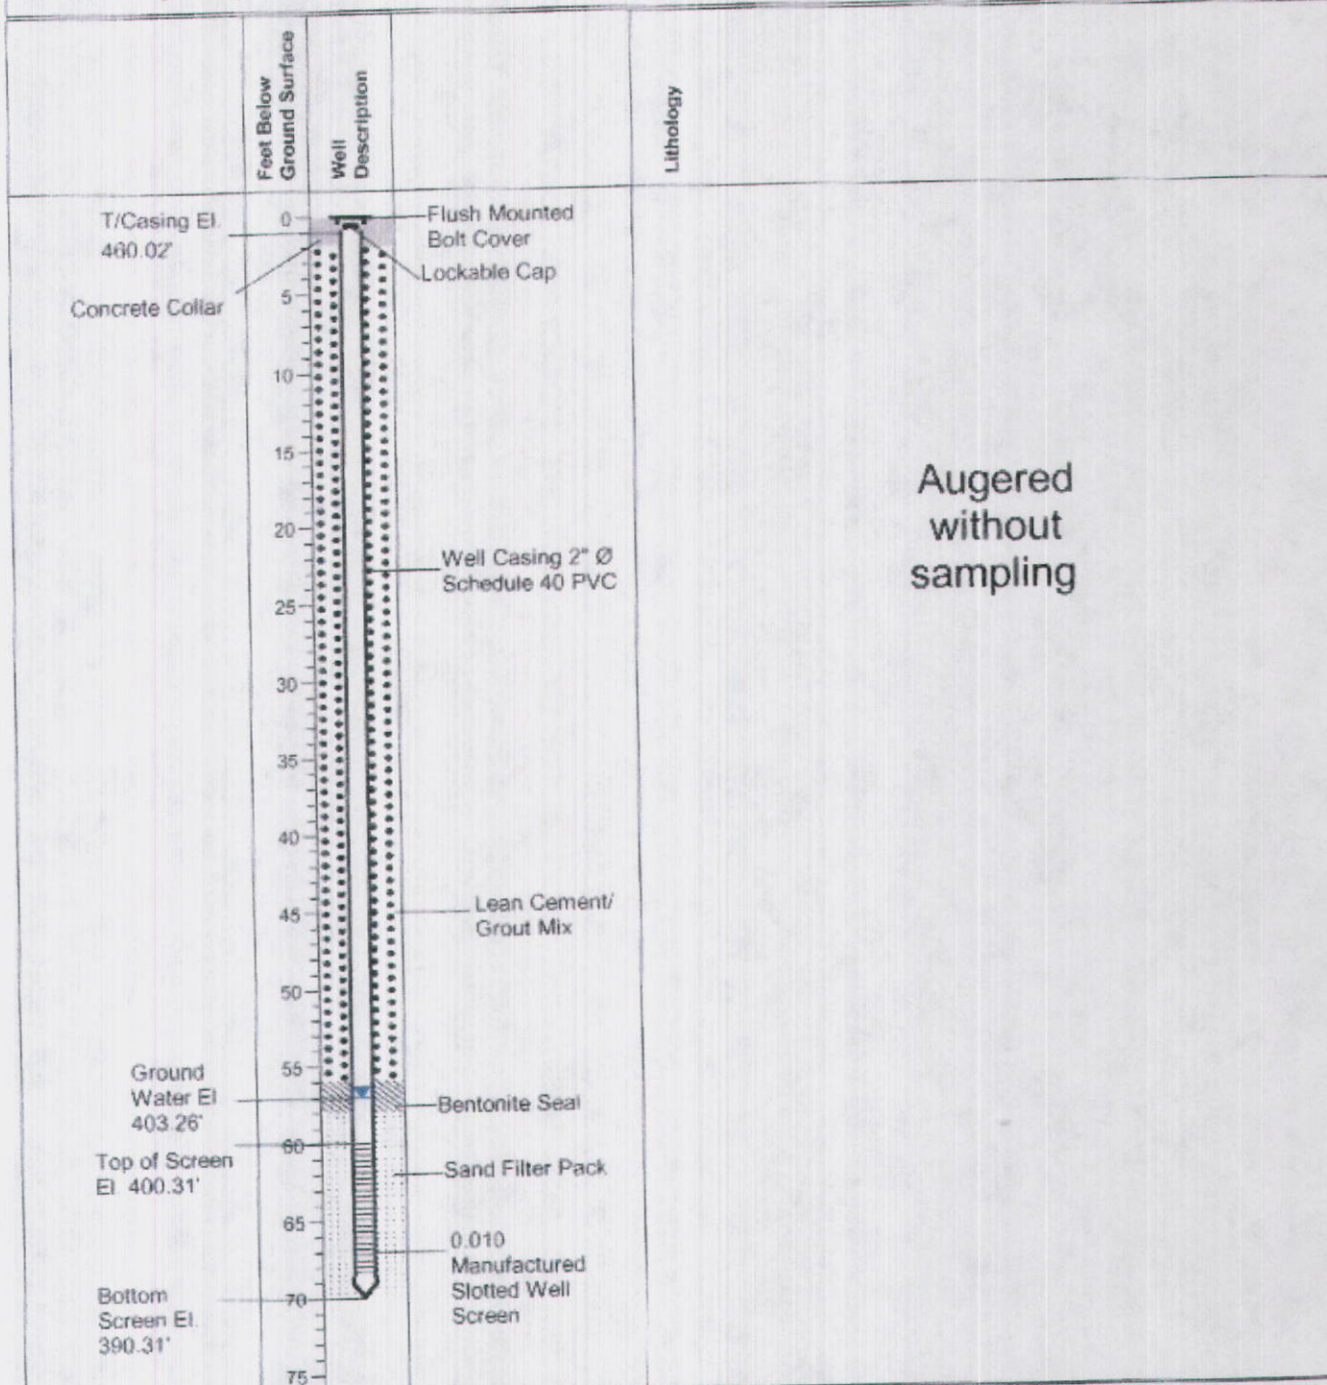 Feet Below
Ground Surface
Well
Description
Lithology
T/Casing El.
460.02'
Concrete Collar
Flush Mounted
Bolt Cover
Lockable Cap
0
5
10
15
20
25
30
35
40
45
50
55
60
65
70
75
Well Casing 2" Ø
Schedule 40 PVC
Augered
without
sampling
Lean Cement/
Grout Mix
Ground
Water El
403.26'
Bentonite Seal
Top of Screen
El 400.31'
Sand Filter Pack
0.010
Manufactured
Slotted Well
Screen
Bottom
Screen El.
390.31'